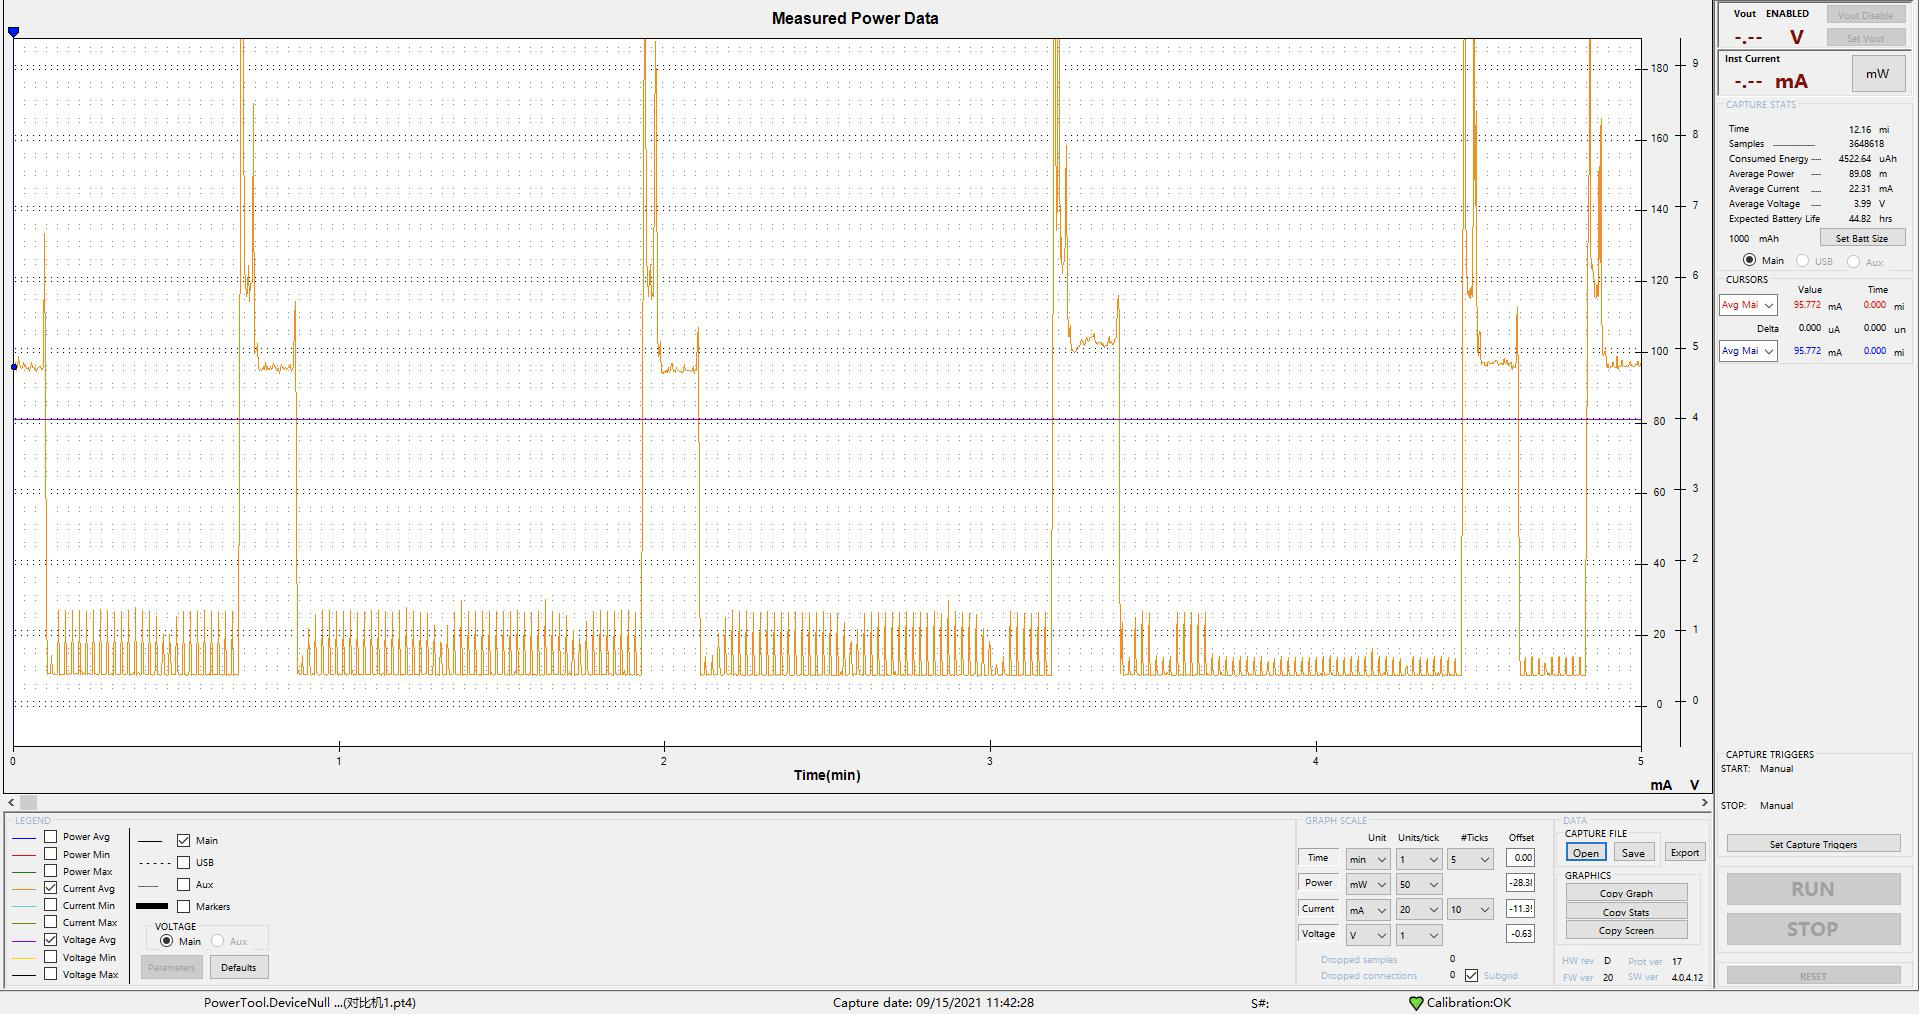 Measured Power Data
180
160
140
120
100
80
60
40
20
0
9
8
7
6
5
4
3
2
1
0
0 1 2 3 4 5
Time(min)
mA V
Vout ENABLED Vout Disable
-.-- V Set Vout
Inst Current
-.-- mA mW
CAPTURE STATS
Time 12.16 mi
Samples 3648618
Consumed Energy 4522.64 uAh
Average Power 89.08 m
Average Current 22.31 mA
Average Voltage 3.99 V
Expected Battery Life 44.82 hrs
1000 mAh Set Batt Size
Main USB Aux
CURSORS
Value Time
Avg Mai 95.772 mA 0.000 mi
Delta 0.000 uA 0.000 un
Avg Mai 95.772 mA 0.000 mi
CAPTURE TRIGGERS
START: Manual
STOP: Manual
Set Capture Triggers
RUN
STOP
RESET
LEGEND
Power Avg
Power Min
Power Max
Current Avg
Current Min
Current Max
Voltage Avg
Voltage Min
Voltage Max
Main
USB
Aux
Markers
VOLTAGE
Main Aux
Parameters Defaults
GRAPH SCALE
Unit Units/tick #Ticks Offset
Time min 1 5 0.00
Power mW 50
Current mA 20 10
Voltage V 1 -0.63
Dropped samples 0
Dropped connections 0 Subgrid
DATA
CAPTURE FILE
Open Save Export
GRAPHICS
Copy Graph
Copy Stats
Copy Screen
HW rev D Prot ver 17
FW ver 20 SW ver 4.0.4.12
PowerTool.DeviceNull ...(对比机1.pt4) Capture date: 09/15/2021 11:42:28 S#: Calibration:OK